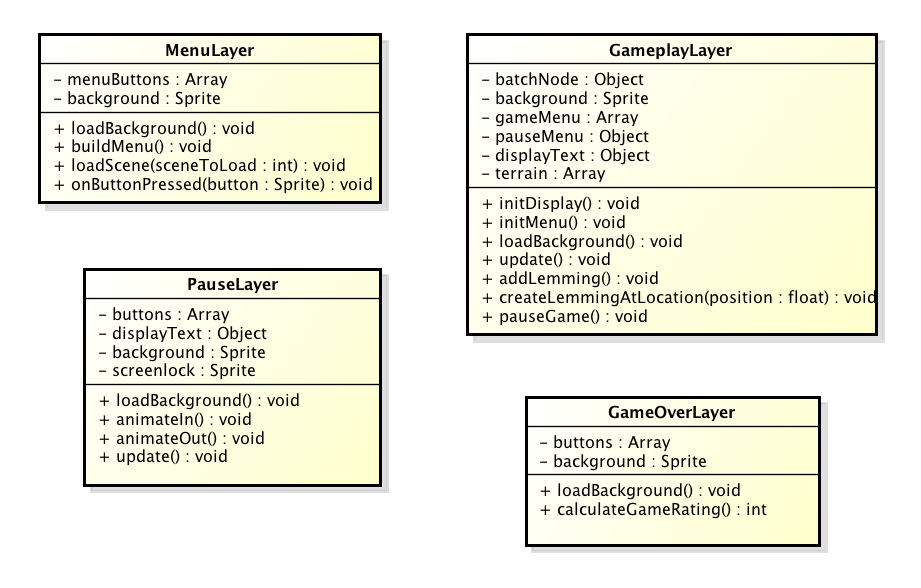 MenuLayer
- menuButtons : Array
- background : Sprite
+ loadBackground() : void
+ buildMenu() : void
+ loadScene(sceneToLoad : int) : void
+ onButtonPressed(button : Sprite) : void
GameplayLayer
- batchNode : Object
- background : Sprite
- gameMenu : Array
- pauseMenu : Object
- displayText : Object
- terrain : Array
+ initDisplay() : void
+ initMenu() : void
+ loadBackground() : void
+ update() : void
+ addLemming() : void
+ createLemmingAtLocation(position : float) : void
+ pauseGame() : void
PauseLayer
- buttons : Array
- displayText : Object
- background : Sprite
- screenlock : Sprite
+ loadBackground() : void
+ animateIn() : void
+ animateOut() : void
+ update() : void
GameOverLayer
- buttons : Array
- background : Sprite
+ loadBackground() : void
+ calculateGameRating() : int